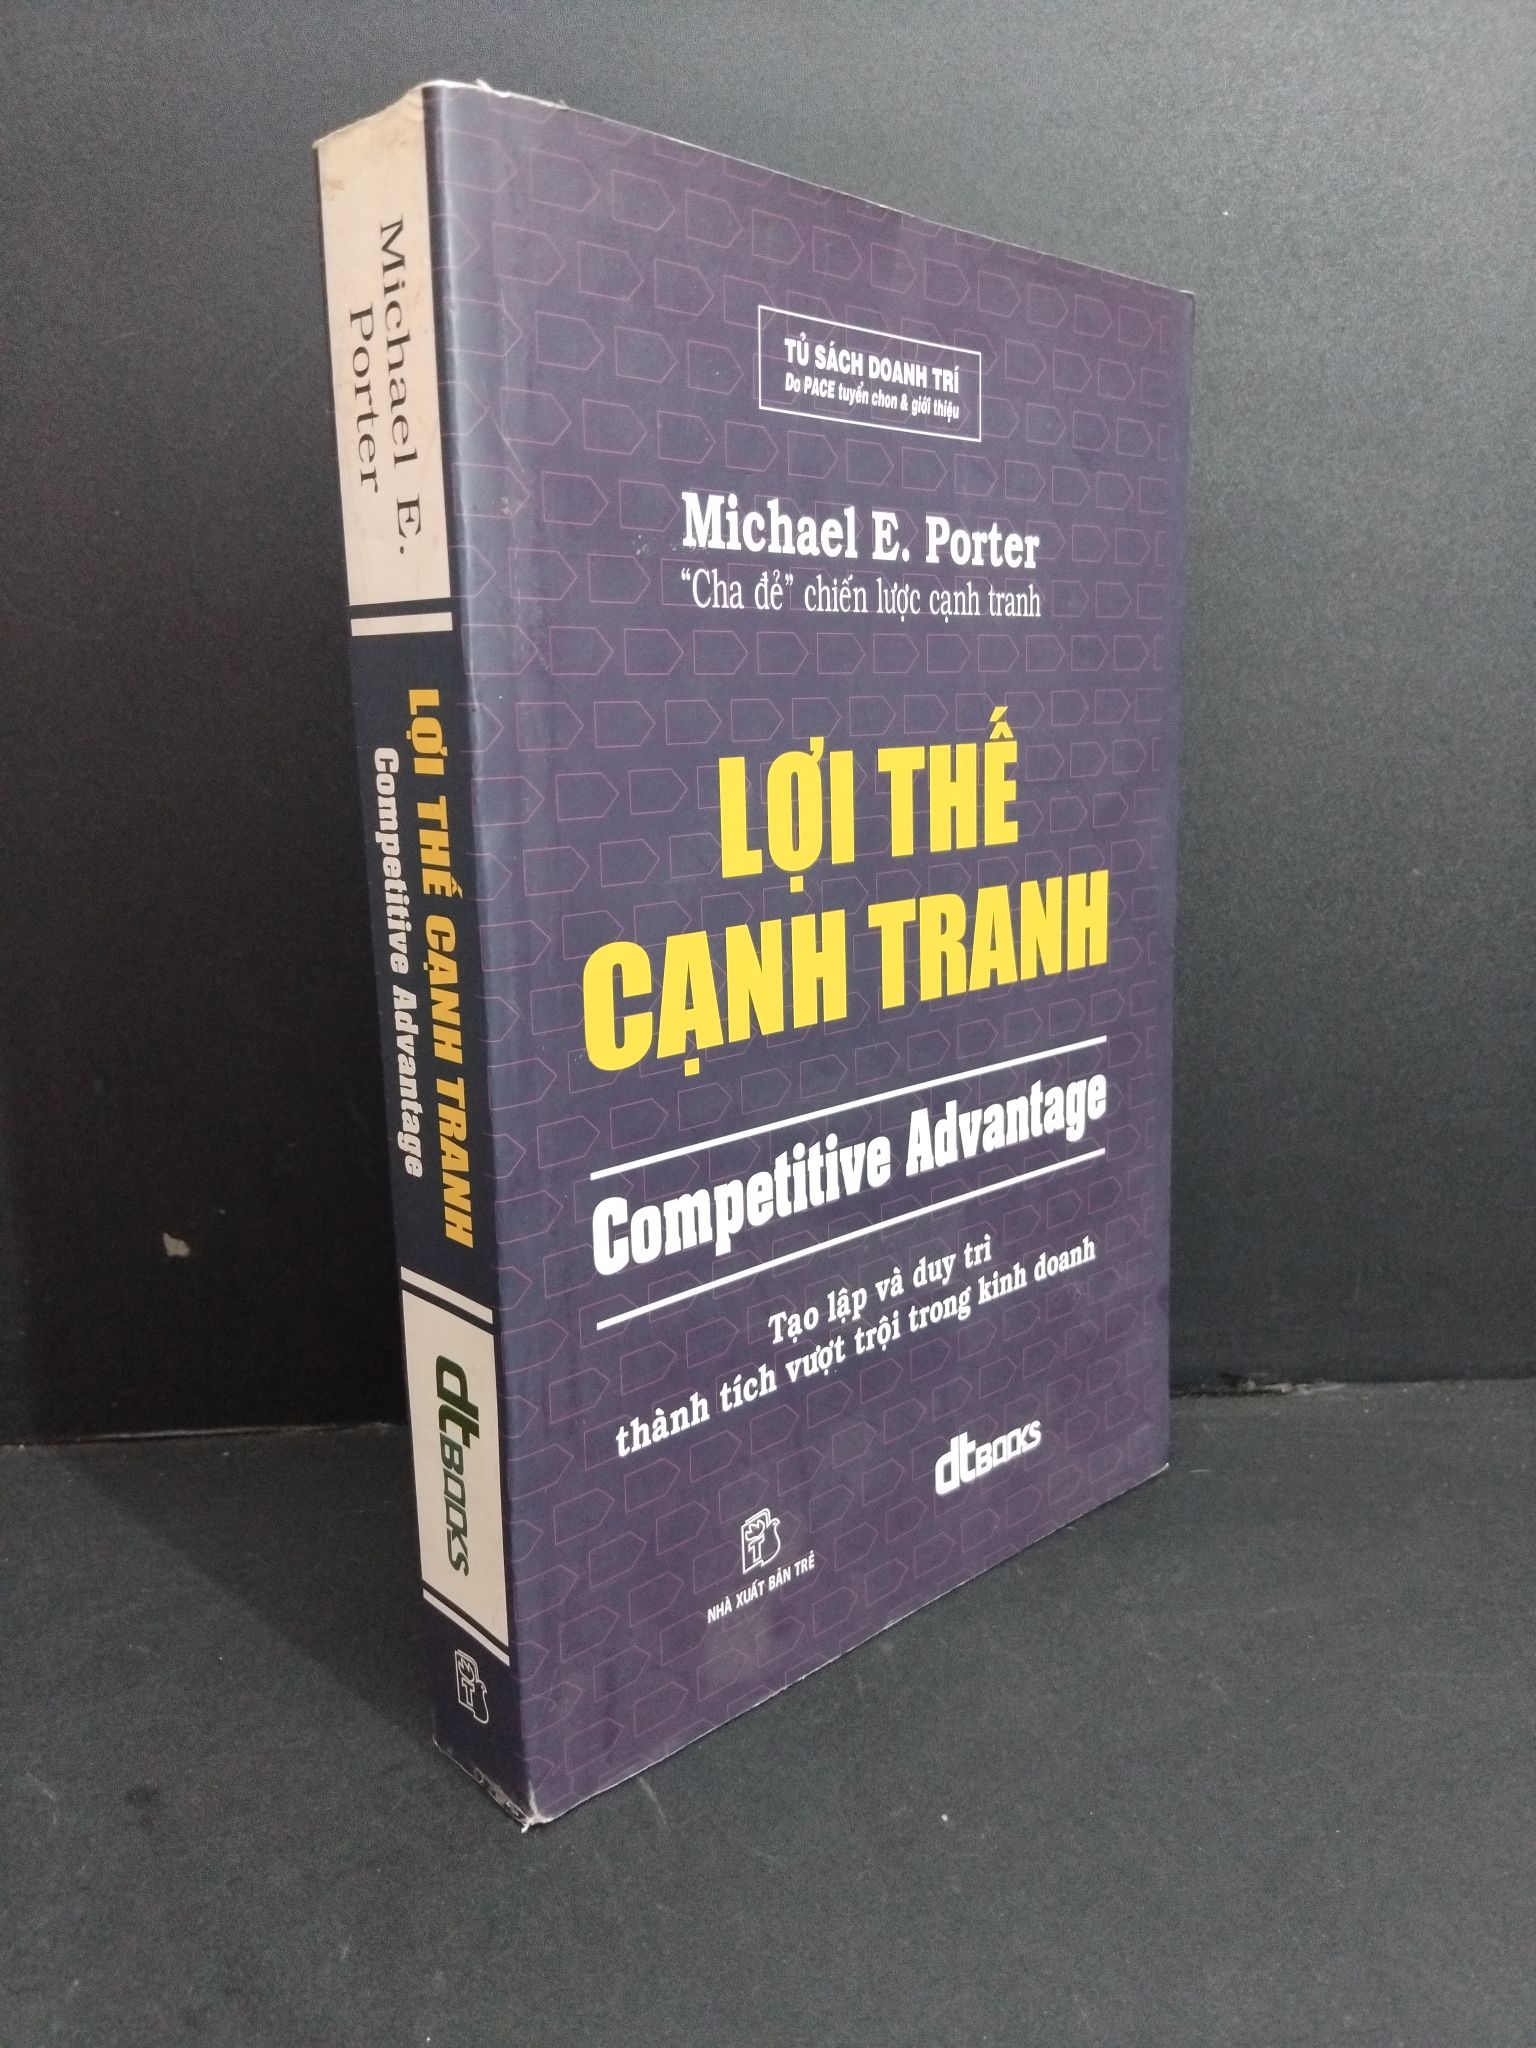 Michael E.
Porter
LỢI THẾ CẠNH TRANH
Competitive Advantage
dtBOOKS
TỦ SÁCH DOANH TRÍ
Do PACE tuyển chon & giới thiệu
Michael E. Porter
“Cha đẻ” chiến lược cạnh tranh
LỢI THẾ
CẠNH TRANH
Competitive Advantage
Tạo lập và duy trì
thành tích vượt trội trong kinh doanh
dtBOOKS
NHÀ XUẤT BẢN TRẺ